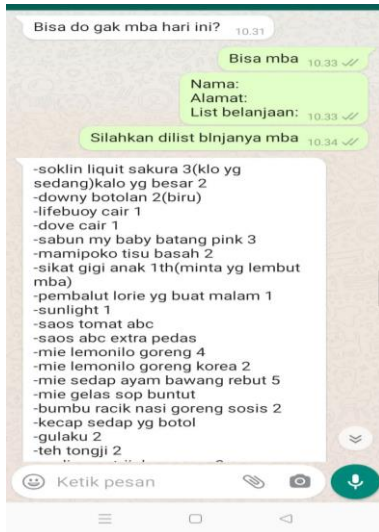 Bisa do gak mba hari ini? 10.31
Bisa mba 10.33
Nama:
Alamat:
List belanjaan: 10.33
Silahkan dilist blnjanya mba 10.34
-soklin liquit sakura 3(klo yg
sedang)kalo yg besar 2
-downy botolan 2(biru)
-lifebuoy cair 1
-dove cair 1
-sabun my baby batang pink 3
-mamipoko tisu basah 2
-sikat gigi anak 1th(minta yg lembut
mba)
-pembalut lorie yg buat malam 1
-sunlight 1
-saos tomat abc
-saos abc extra pedas
-mie lemonilo goreng 4
-mie lemonilo goreng korea 2
-mie sedap ayam bawang rebut 5
-mie gelas sop buntut
-bumbu racik nasi goreng sosis 2
-kecap sedap yg botol
-gulaku 2
-teh tongji 2
Ketik pesan